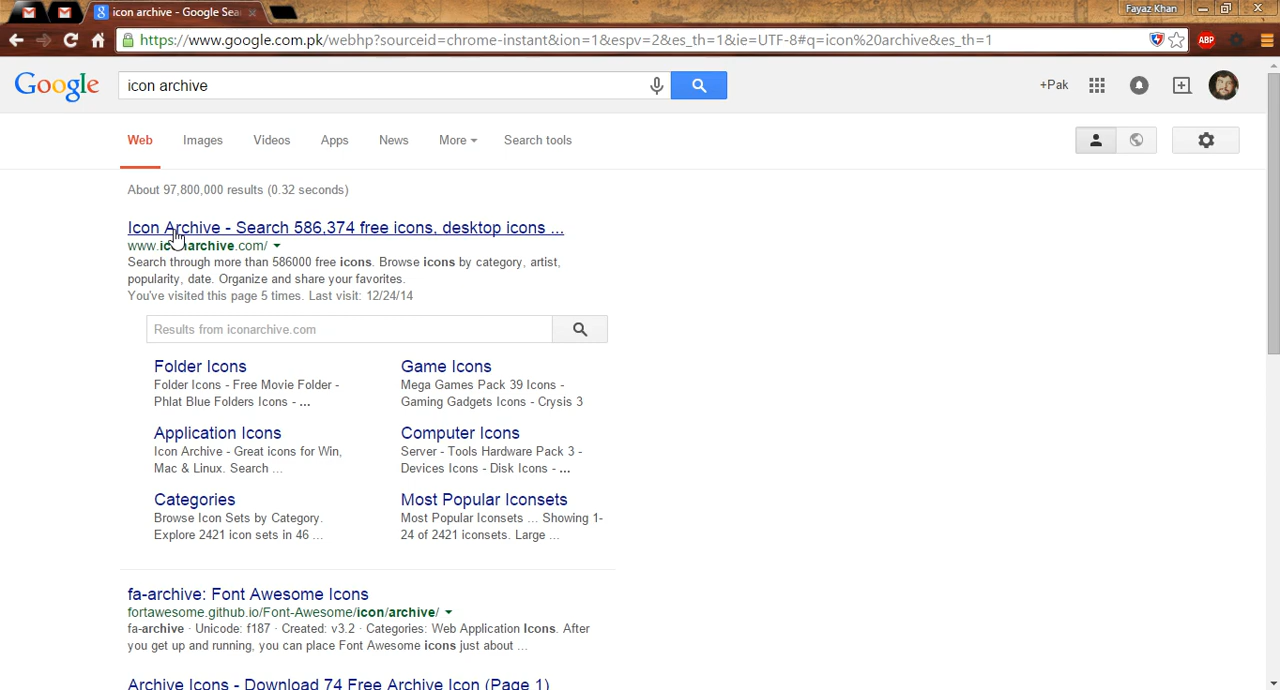 icon archive - Google Sea
Fayaz Khan
https://www.google.com.pk/webhp?sourceid=chrome-instant&ion=1&espv=2&es_th=1&ie=UTF-8#q=icon%20archive&es_th=1
ABP
Google
icon archive
+Pak
Web Images Videos Apps News More Search tools
About 97,800,000 results (0.32 seconds)
Icon Archive - Search 586,374 free icons, desktop icons ...
www.iconarchive.com/
Search through more than 586000 free icons. Browse icons by category, artist,
popularity, date. Organize and share your favorites.
You've visited this page 5 times. Last visit: 12/24/14
Results from iconarchive.com
Folder Icons
Folder Icons - Free Movie Folder -
Phlat Blue Folders Icons - ...
Game Icons
Mega Games Pack 39 Icons -
Gaming Gadgets Icons - Crysis 3
Application Icons
Icon Archive - Great icons for Win,
Mac & Linux. Search ...
Computer Icons
Server - Tools Hardware Pack 3 -
Devices Icons - Disk Icons - ...
Categories
Browse Icon Sets by Category.
Explore 2421 icon sets in 46 ...
Most Popular Iconsets
Most Popular Iconsets ... Showing 1-
24 of 2421 iconsets. Large ...
fa-archive: Font Awesome Icons
fortawesome.github.io/Font-Awesome/icon/archive/
fa-archive · Unicode: f187 · Created: v3.2 · Categories: Web Application Icons. After
you get up and running, you can place Font Awesome icons just about ...
Archive Icons - Download 74 Free Archive Icon (Page 1)